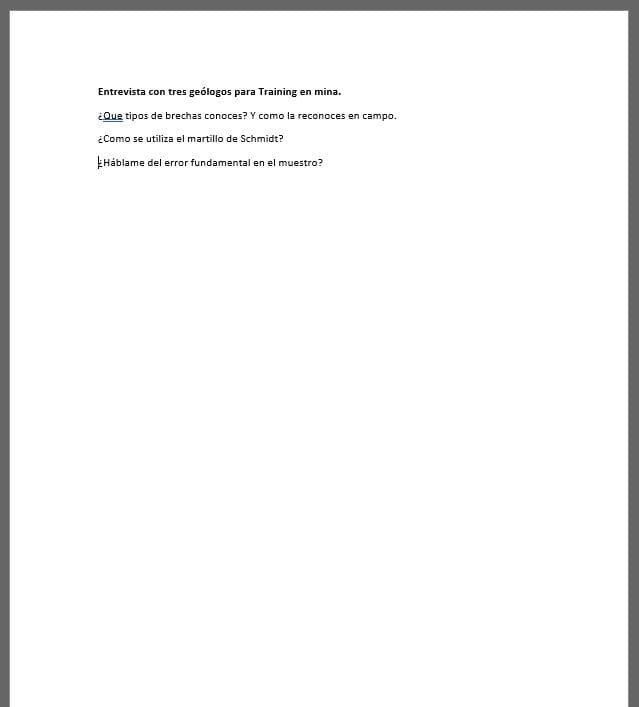 Entrevista con tres geólogos para Training en mina.
¿Que tipos de brechas conoces? Y como la reconoces en campo.
¿Como se utiliza el martillo de Schmidt?
¿Háblame del error fundamental en el muestro?